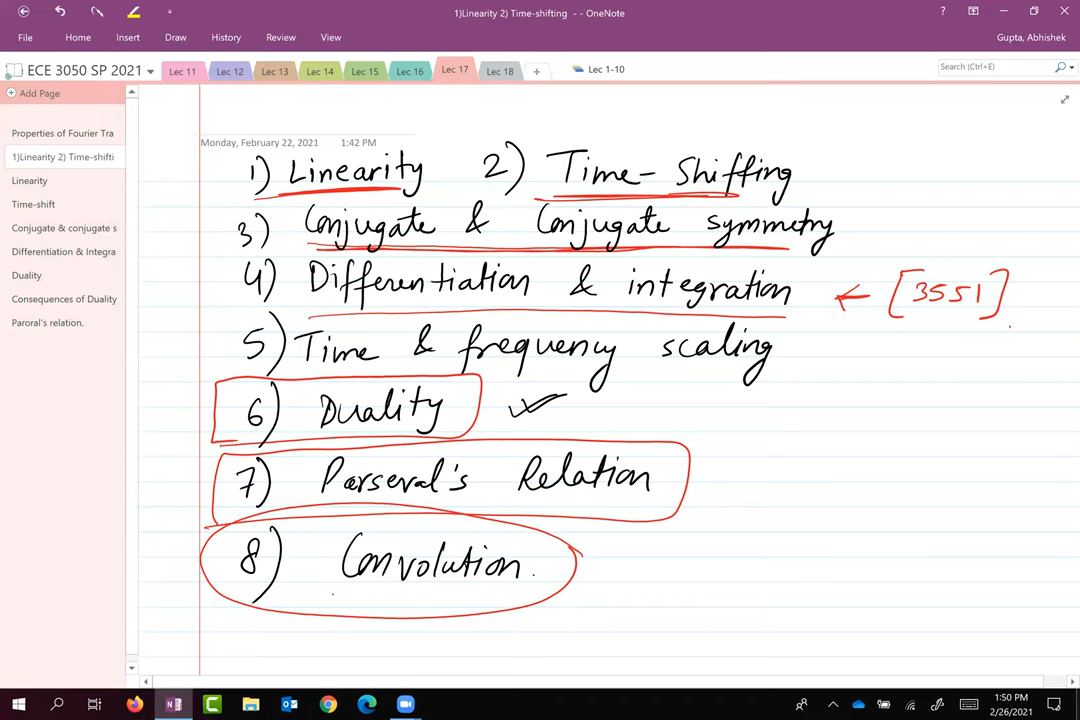 1)Linearity 2) Time-shifting - - OneNote
File Home Insert Draw History Review View
Gupta, Abhishek
ECE 3050 SP 2021
Lec 11 Lec 12 Lec 13 Lec 14 Lec 15 Lec 16 Lec 17 Lec 18 + Lec 1-10
Search (Ctrl+E)
Add Page
Properties of Fourier Tra
1)Linearity 2) Time-shifti
Linearity
Time-shift
Conjugate & conjugate s
Differentiation & Integra
Duality
Consequences of Duality
Paroral's relation.
Monday, February 22, 2021 1:42 PM
1) Linearity 2) Time-Shifting
3) Conjugate & Conjugate symmetry
4) Differentiation & integration ← [3551]
5) Time & frequency scaling
6) Duality
7) Parseval's Relation
8) Convolution.
1:50 PM
2/26/2021